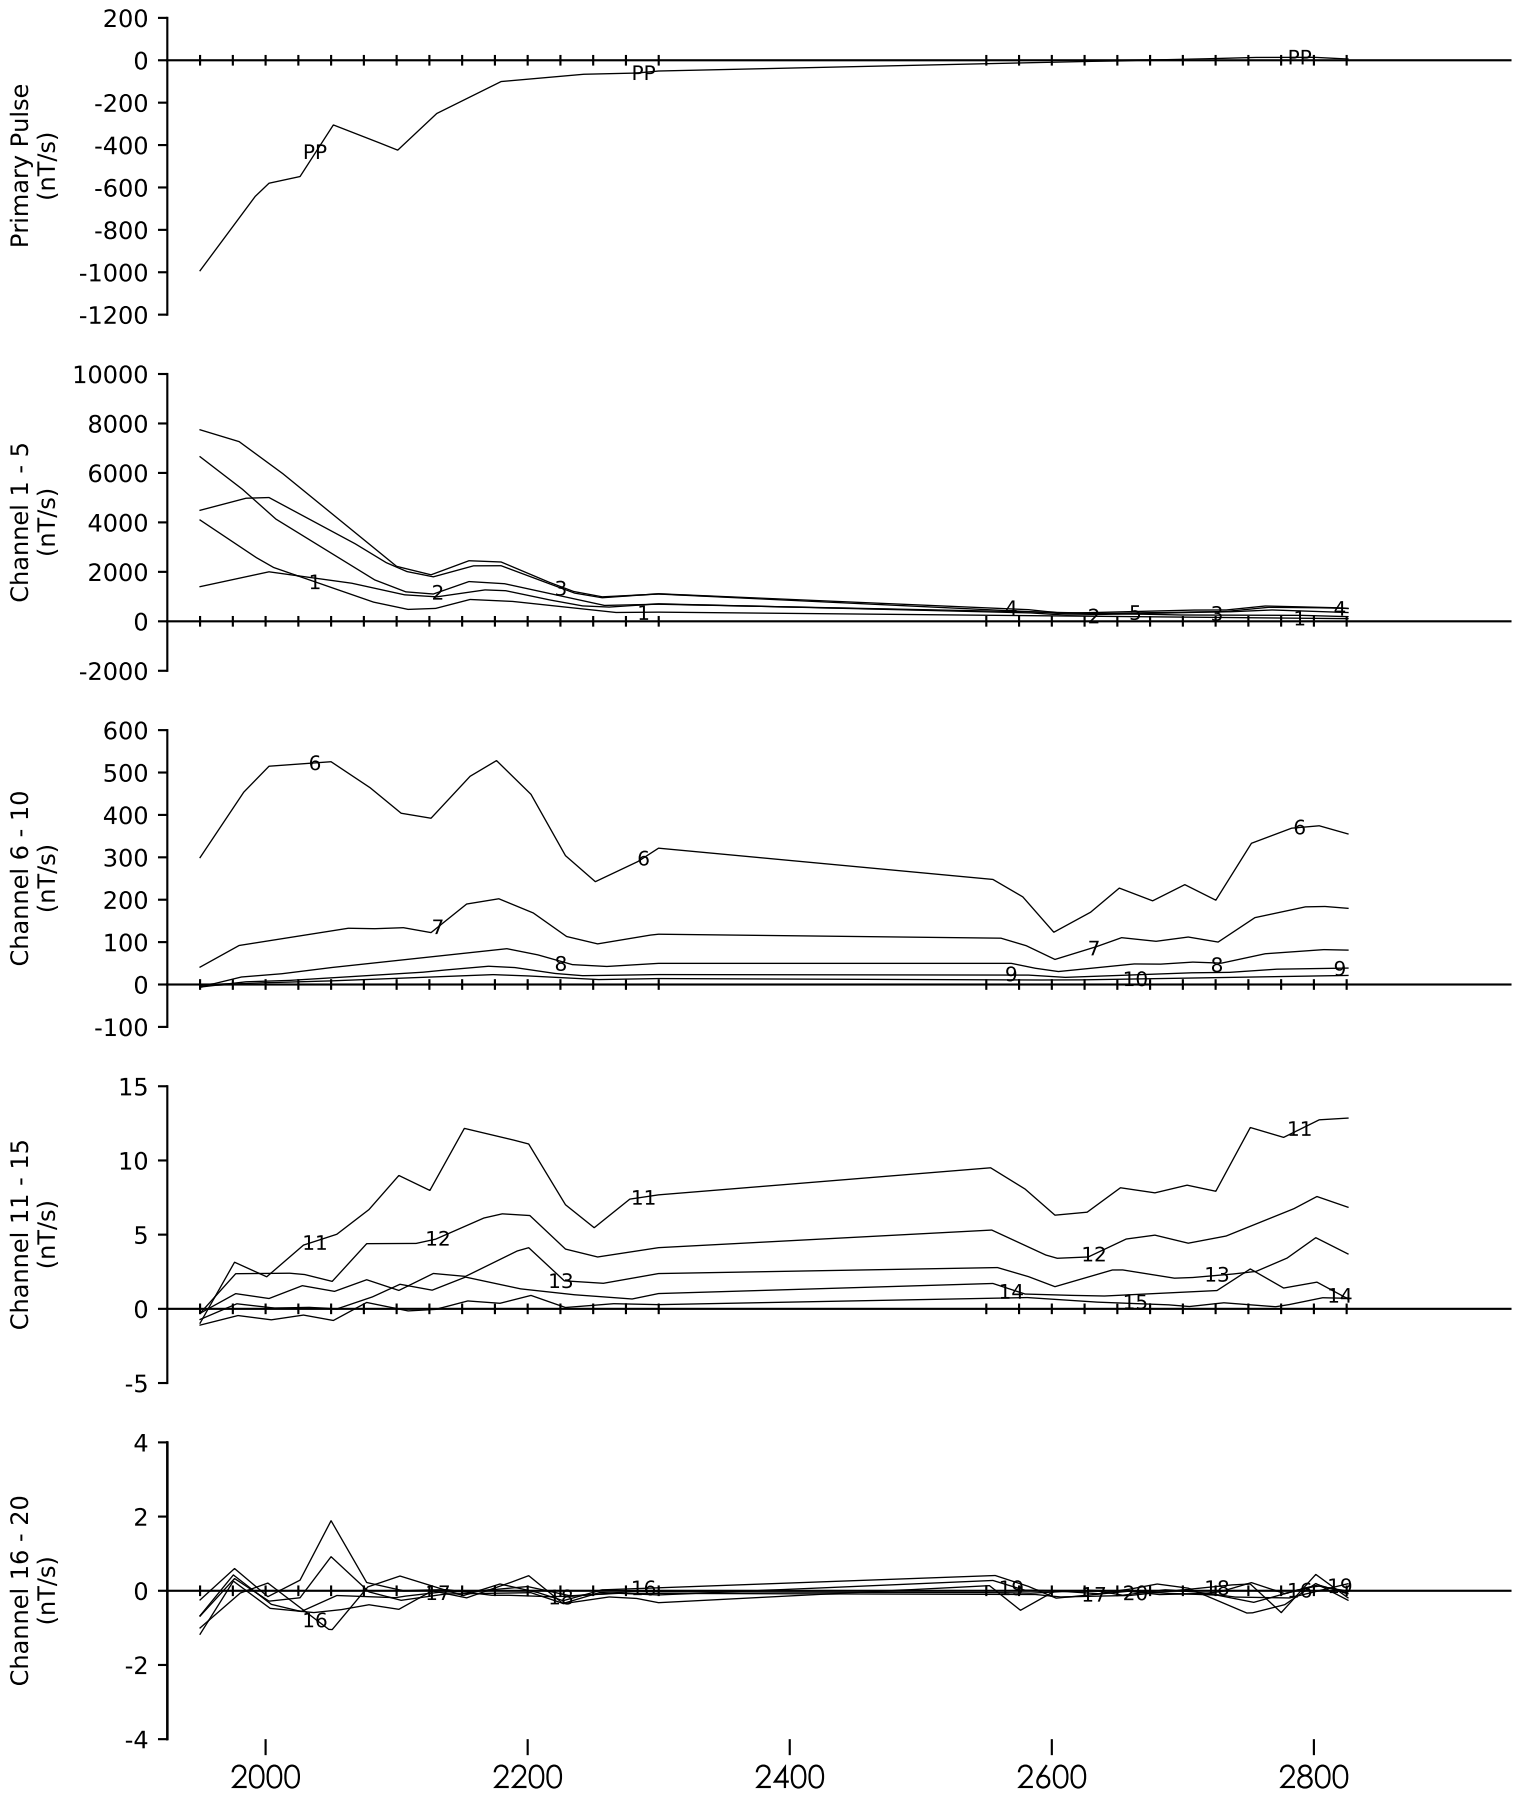 200
0
-200
-400
-600
-800
-1000
-1200
Primary Pulse
(nT/s)
PP
PP
PP
10000
8000
6000
4000
2000
0
-2000
Channel 1 - 5
(nT/s)
1 2 3 1 4 2 5 3 1 4
600
500
400
300
200
100
0
-100
Channel 6 - 10
(nT/s)
6 7 8 6 9 7 10 8 6 9
15
10
5
0
-5
Channel 11 - 15
(nT/s)
11 12 13 11 14 12 15 13 11 14
4
2
0
-2
-4
Channel 16 - 20
(nT/s)
16 17 18 16 19 17 20 18 16 19
2000 2200 2400 2600 2800